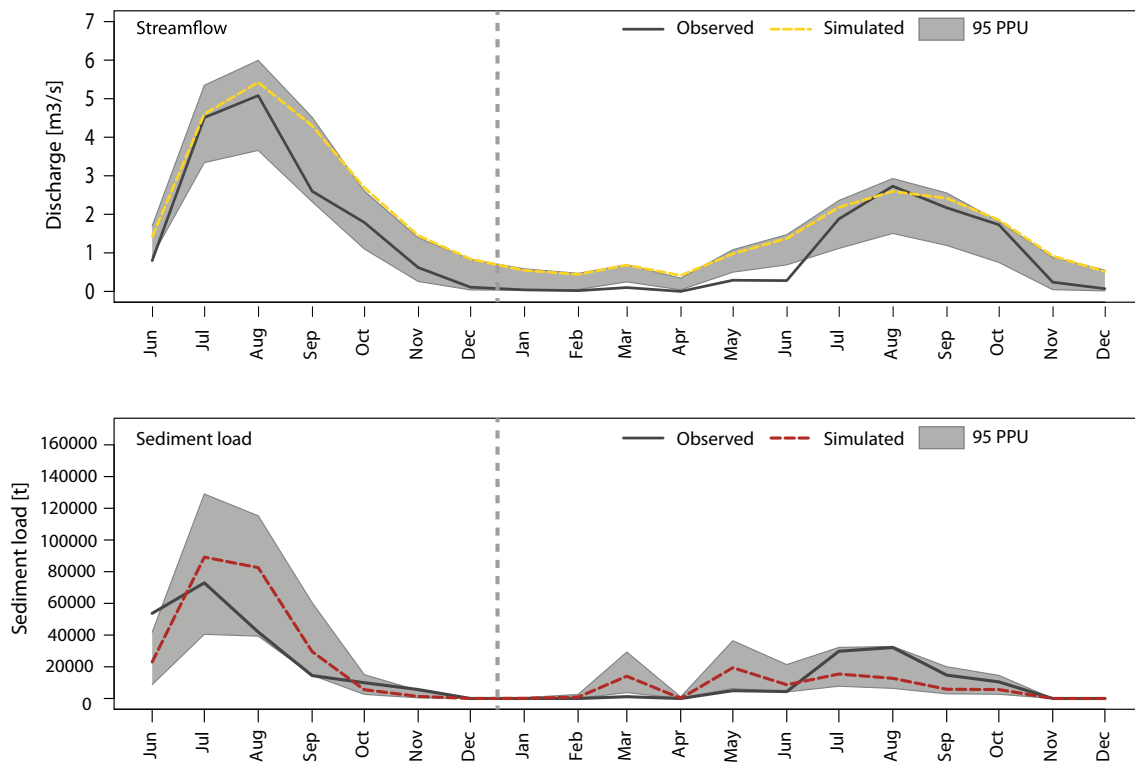 Streamflow
Observed Simulated 95 PPU
Discharge [m3/s]
7
6
5
4
3
2
1
0
Jun Jul Aug Sep Oct Nov Dec Jan Feb Mar Apr May Jun Jul Aug Sep Oct Nov Dec
Sediment load
Observed Simulated 95 PPU
Sediment load [t]
160000
140000
120000
100000
80000
60000
40000
20000
0
Jun Jul Aug Sep Oct Nov Dec Jan Feb Mar Apr May Jun Jul Aug Sep Oct Nov Dec